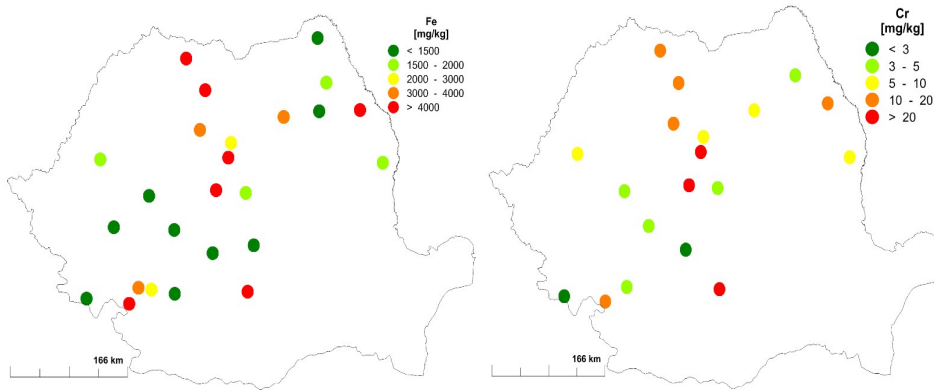 Fe
[mg/kg]
< 1500
1500 - 2000
2000 - 3000
3000 - 4000
> 4000
166 km
Cr
[mg/kg]
< 3
3 - 5
5 - 10
10 - 20
> 20
166 km